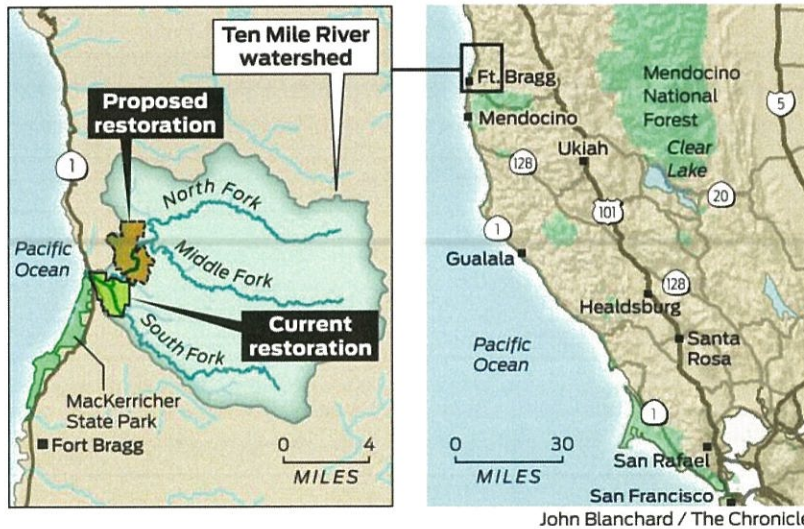 Ten Mile River
watershed
Proposed
restoration
1
North Fork
Middle Fork
Pacific
Ocean
Current
restoration
South Fork
MacKerricher
State Park
Fort Bragg
0 4
MILES
Ft. Bragg
Mendocino
Mendocino
National
Forest
5
Clear
Lake
Ukiah
128
20
101
1
Gualala
128
Healdsburg
Santa
Rosa
Pacific
Ocean
1
0 30
MILES
San Rafael
San Francisco
John Blanchard / The Chronicle